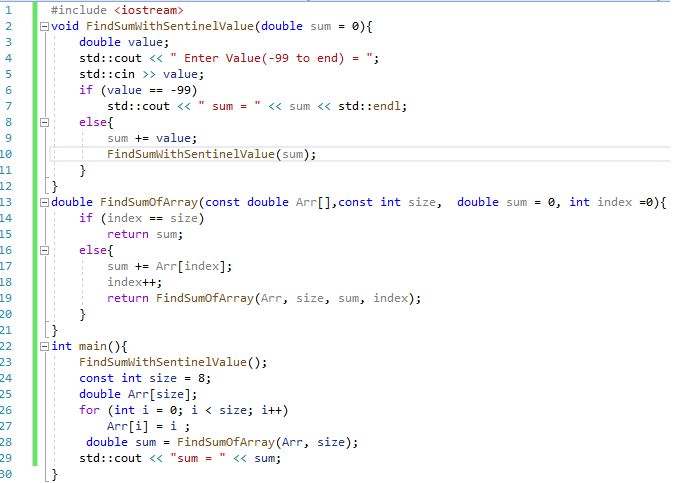 1 #include <iostream>
2 void FindSumWithSentinelValue(double sum = 0){
3 double value;
4 std::cout << " Enter Value(-99 to end) = ";
5 std::cin >> value;
6 if (value == -99)
7 std::cout << " sum = " << sum << std::endl;
8 else{
9 sum += value;
10 FindSumWithSentinelValue(sum);
11 }
12 }
13 double FindSumOfArray(const double Arr[],const int size,  double sum = 0, int index =0){
14 if (index == size)
15 return sum;
16 else{
17 sum += Arr[index];
18 index++;
19 return FindSumOfArray(Arr, size, sum, index);
20 }
21 }
22 int main(){
23 FindSumWithSentinelValue();
24 const int size = 8;
25 double Arr[size];
26 for (int i = 0; i < size; i++)
27 Arr[i] = i ;
28 double sum = FindSumOfArray(Arr, size);
29 std::cout << "sum = " << sum;
30 }